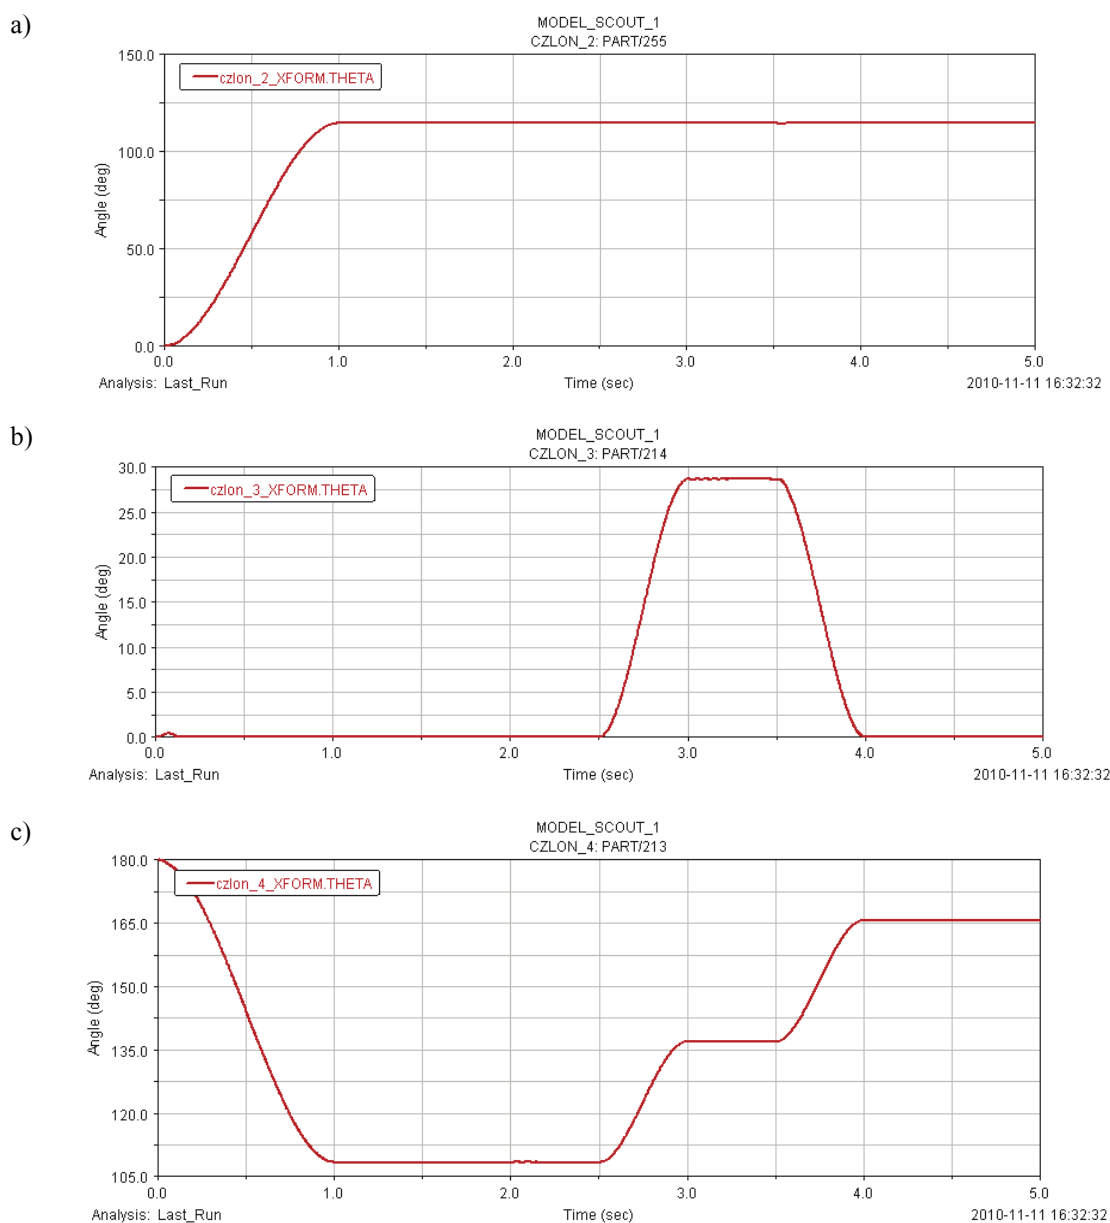 a)
MODEL_SCOUT_1
CZLON_2: PART/255
150.0
czlon_2_XFORM.THETA
100.0
Angle (deg)
50.0
0.0
0.0 1.0 2.0 3.0 4.0 5.0
Analysis: Last_Run Time (sec) 2010-11-11 16:32:32
b)
MODEL_SCOUT_1
CZLON_3: PART/214
30.0
czlon_3_XFORM.THETA
25.0
20.0
Angle (deg)
15.0
10.0
5.0
0.0
0.0 1.0 2.0 3.0 4.0 5.0
Analysis: Last_Run Time (sec) 2010-11-11 16:32:32
c)
MODEL_SCOUT_1
CZLON_4: PART/213
180.0
czlon_4_XFORM.THETA
165.0
150.0
Angle (deg)
135.0
120.0
105.0
0.0 1.0 2.0 3.0 4.0 5.0
Analysis: Last_Run Time (sec) 2010-11-11 16:32:32